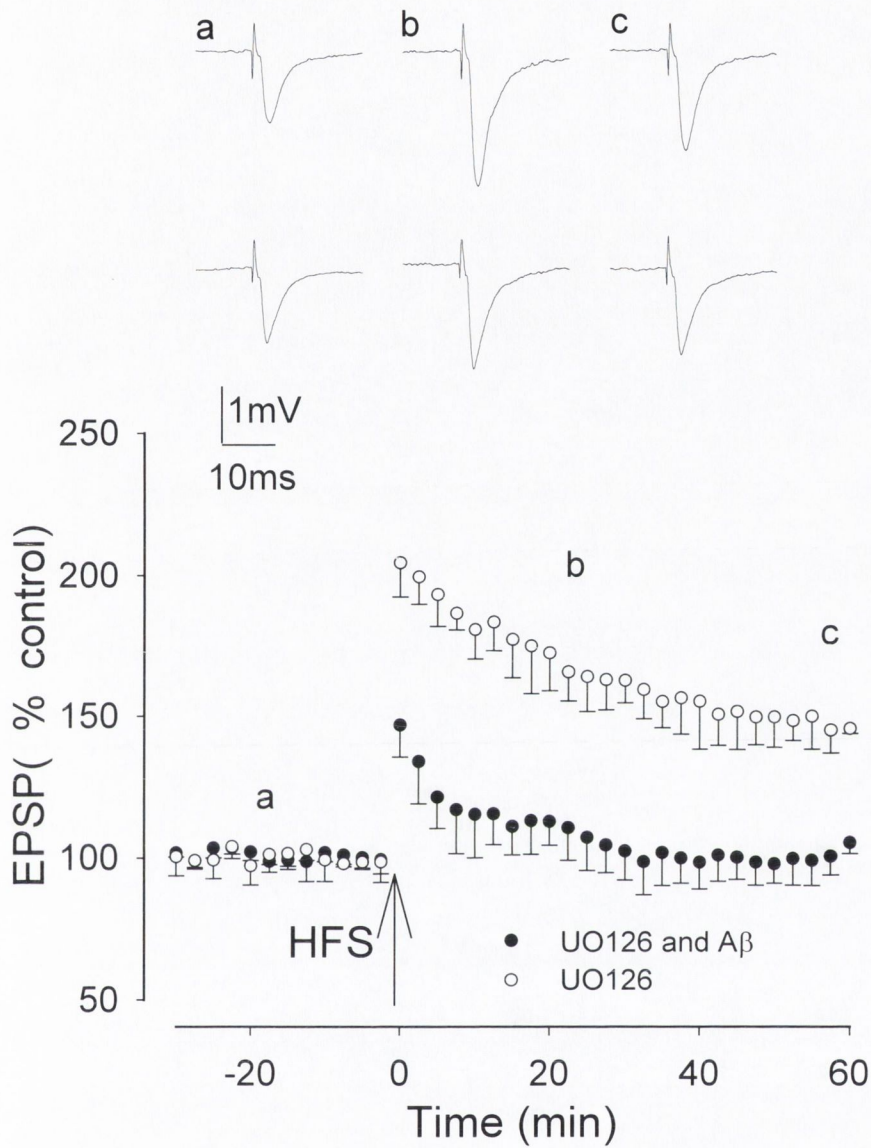 a b c
1mV
10ms
EPSP( % control)
250
200
150
100
50
a
b
c
HFS
UO126 and Aβ
UO126
-20 0 20 40 60
Time (min)